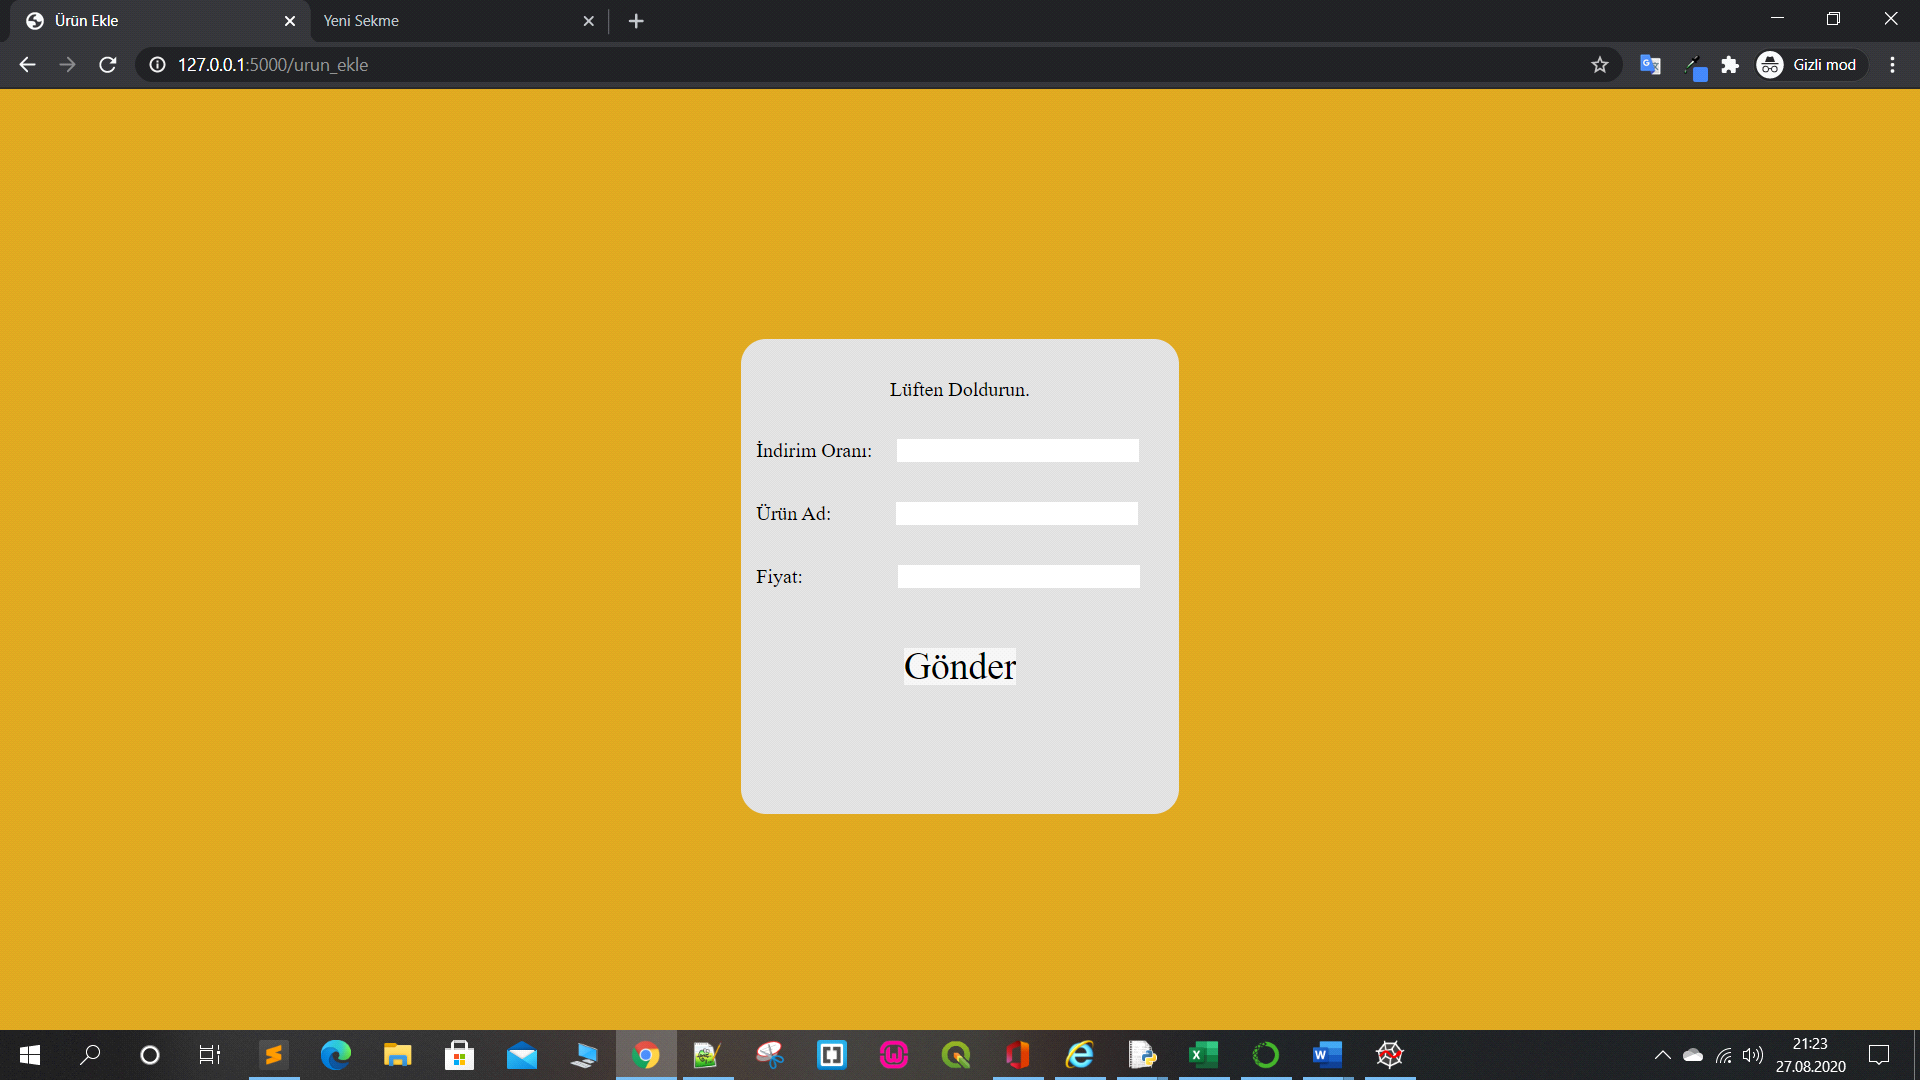 Ürün Ekle
Yeni Sekme
127.0.0.1:5000/urun_ekle
Gizli mod
Lüften Doldurun.
İndirim Oranı:
Ürün Ad:
Fiyat:
Gönder
21:23
27.08.2020